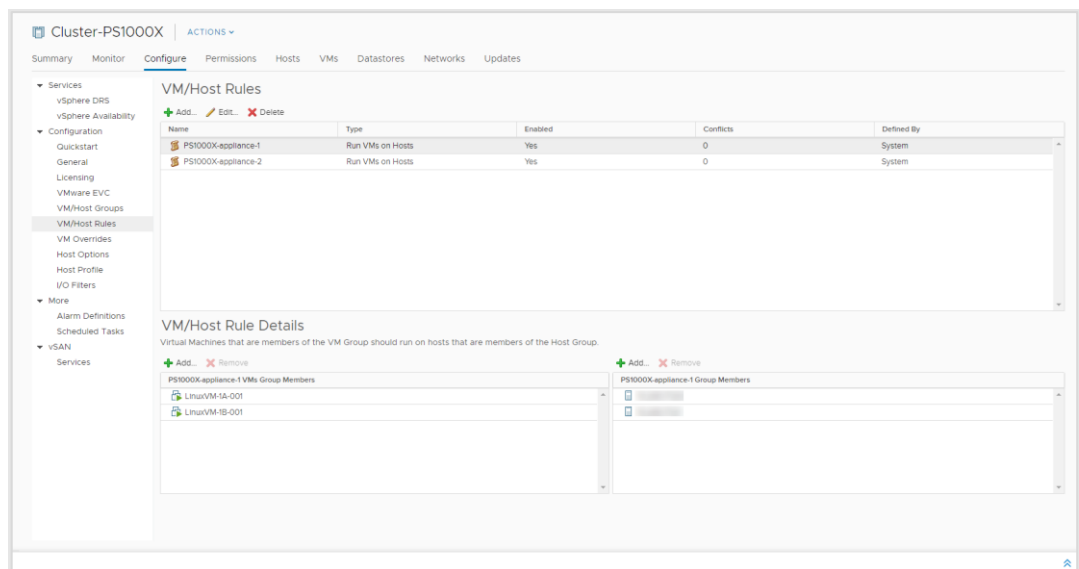 Cluster-PS1000X ACTIONS
Summary Monitor Configure Permissions Hosts VMs Datastores Networks Updates
Services
vSphere DRS
vSphere Availability
Configuration
Quickstart
General
Licensing
VMware EVC
VM/Host Groups
VM/Host Rules
VM Overrides
Host Options
Host Profile
I/O Filters
More
Alarm Definitions
Scheduled Tasks
vSAN
Services
VM/Host Rules
Add... Edit... Delete
Name Type Enabled Conflicts Defined By
PS1000X-appliance-1 Run VMs on Hosts Yes 0 System
PS1000X-appliance-2 Run VMs on Hosts Yes 0 System
VM/Host Rule Details
Virtual Machines that are members of the VM Group should run on hosts that are members of the Host Group.
Add... Remove
PS1000X-appliance-1 VMs Group Members
LinuxVM-1A-001
LinuxVM-1B-001
Add... Remove
PS1000X-appliance-1 Group Members